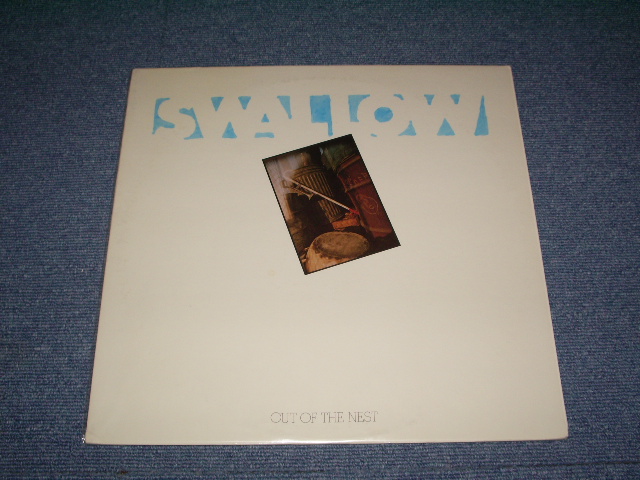 SWALLOW
OUT OF THE NEST